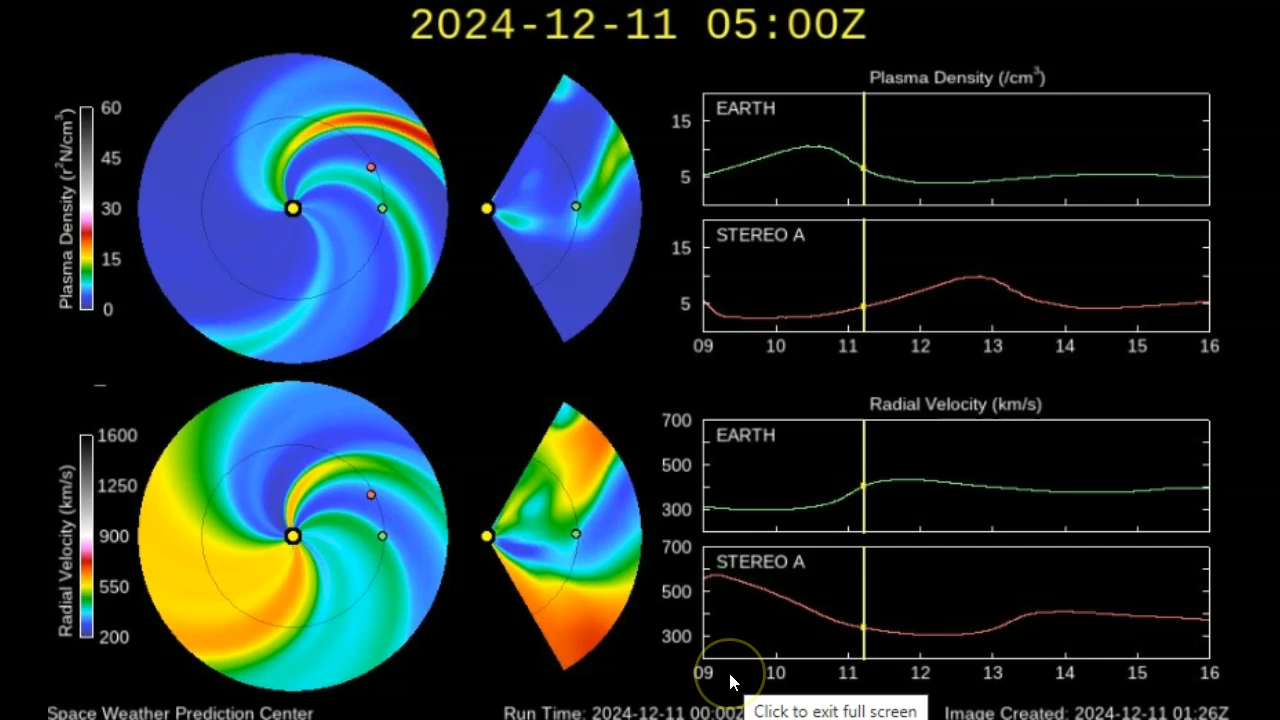 2024-12-11 05:00Z
Plasma Density (r²N/cm³)
60
45
30
15
0
Plasma Density (/cm³)
EARTH
15
5
STEREO A
15
5
09 10 11 12 13 14 15 16
Radial Velocity (km/s)
1600
1250
900
550
200
Radial Velocity (km/s)
700
EARTH
500
300
700
STEREO A
500
300
09 10 11 12 13 14 15 16
Space Weather Prediction Center
Run Time: 2024-12-11 00:00Z
Click to exit full screen
Image Created: 2024-12-11 01:26Z